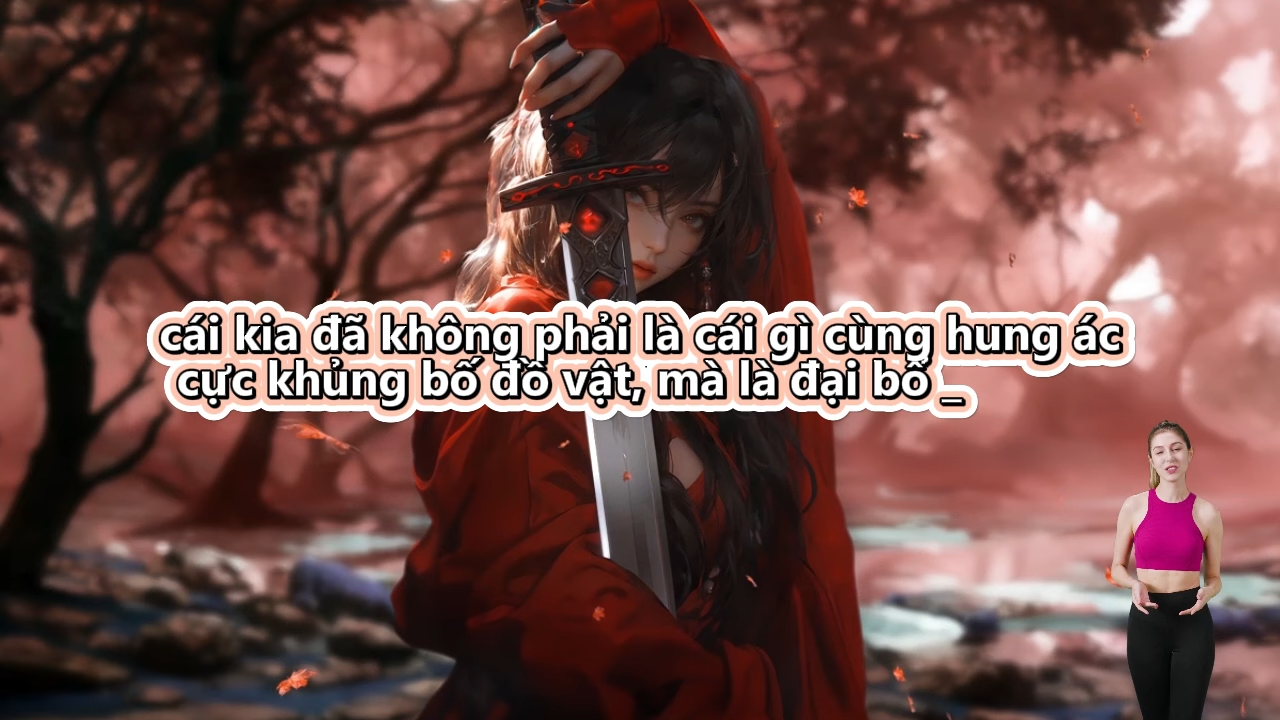 cái kia đã không phải là cái gì cùng hung ác
cực khủng bố đồ vật, mà là đại bổ _